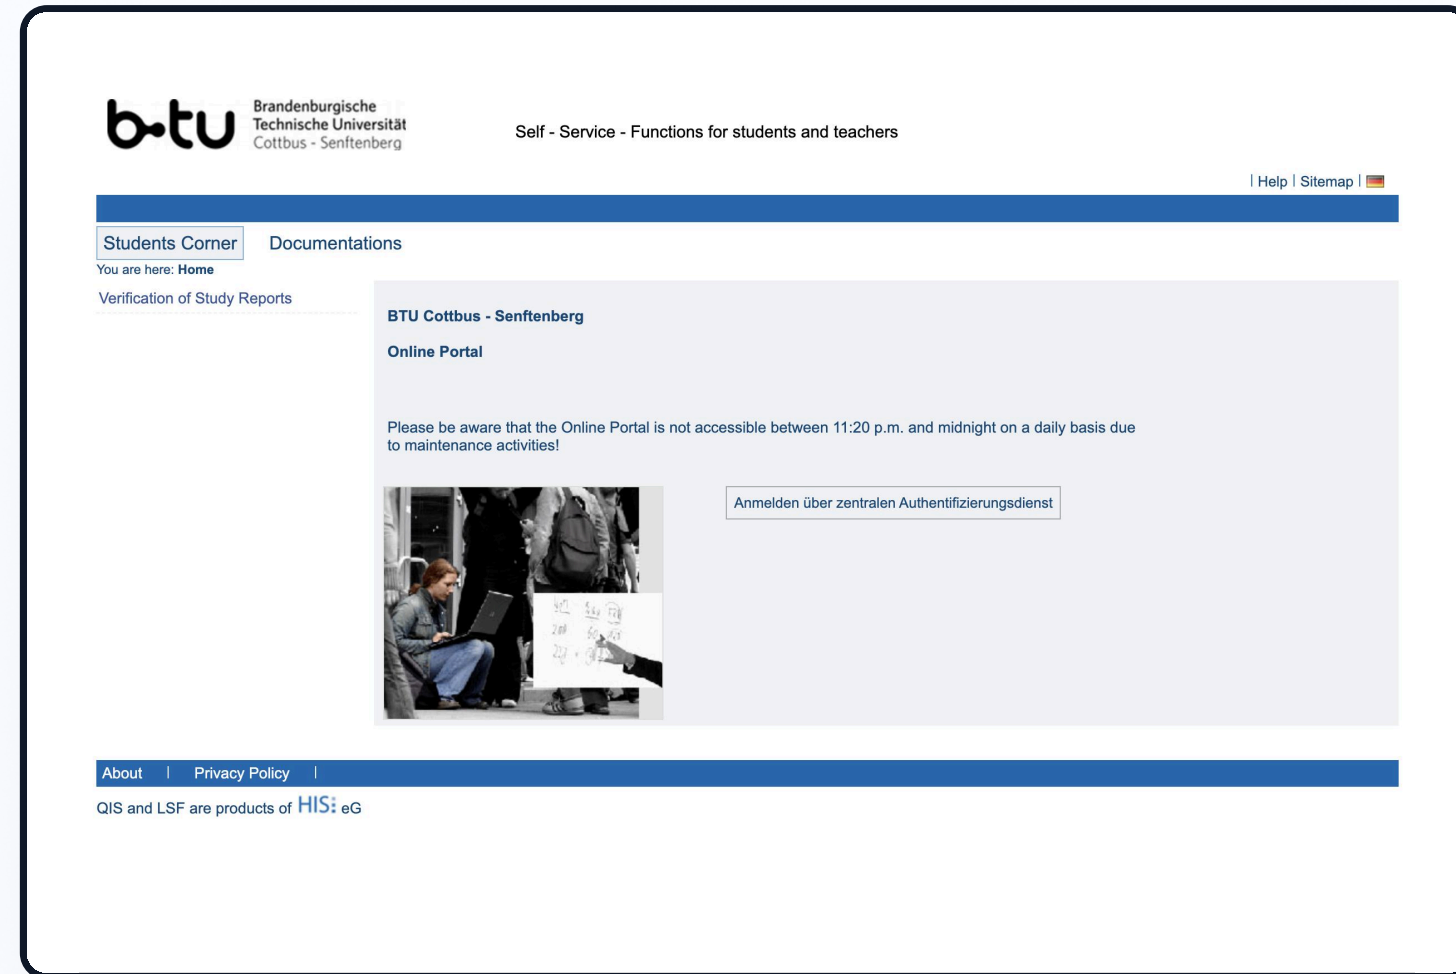 b-tu
Brandenburgische
Technische Universität
Cottbus - Senftenberg
Self - Service - Functions for students and teachers
| Help | Sitemap |
Students Corner
Documentations
You are here: Home
Verification of Study Reports
BTU Cottbus - Senftenberg
Online Portal
Please be aware that the Online Portal is not accessible between 11:20 p.m. and midnight on a daily basis due
to maintenance activities!
Anmelden über zentralen Authentifizierungsdienst
About | Privacy Policy |
QIS and LSF are products of HIS: eG